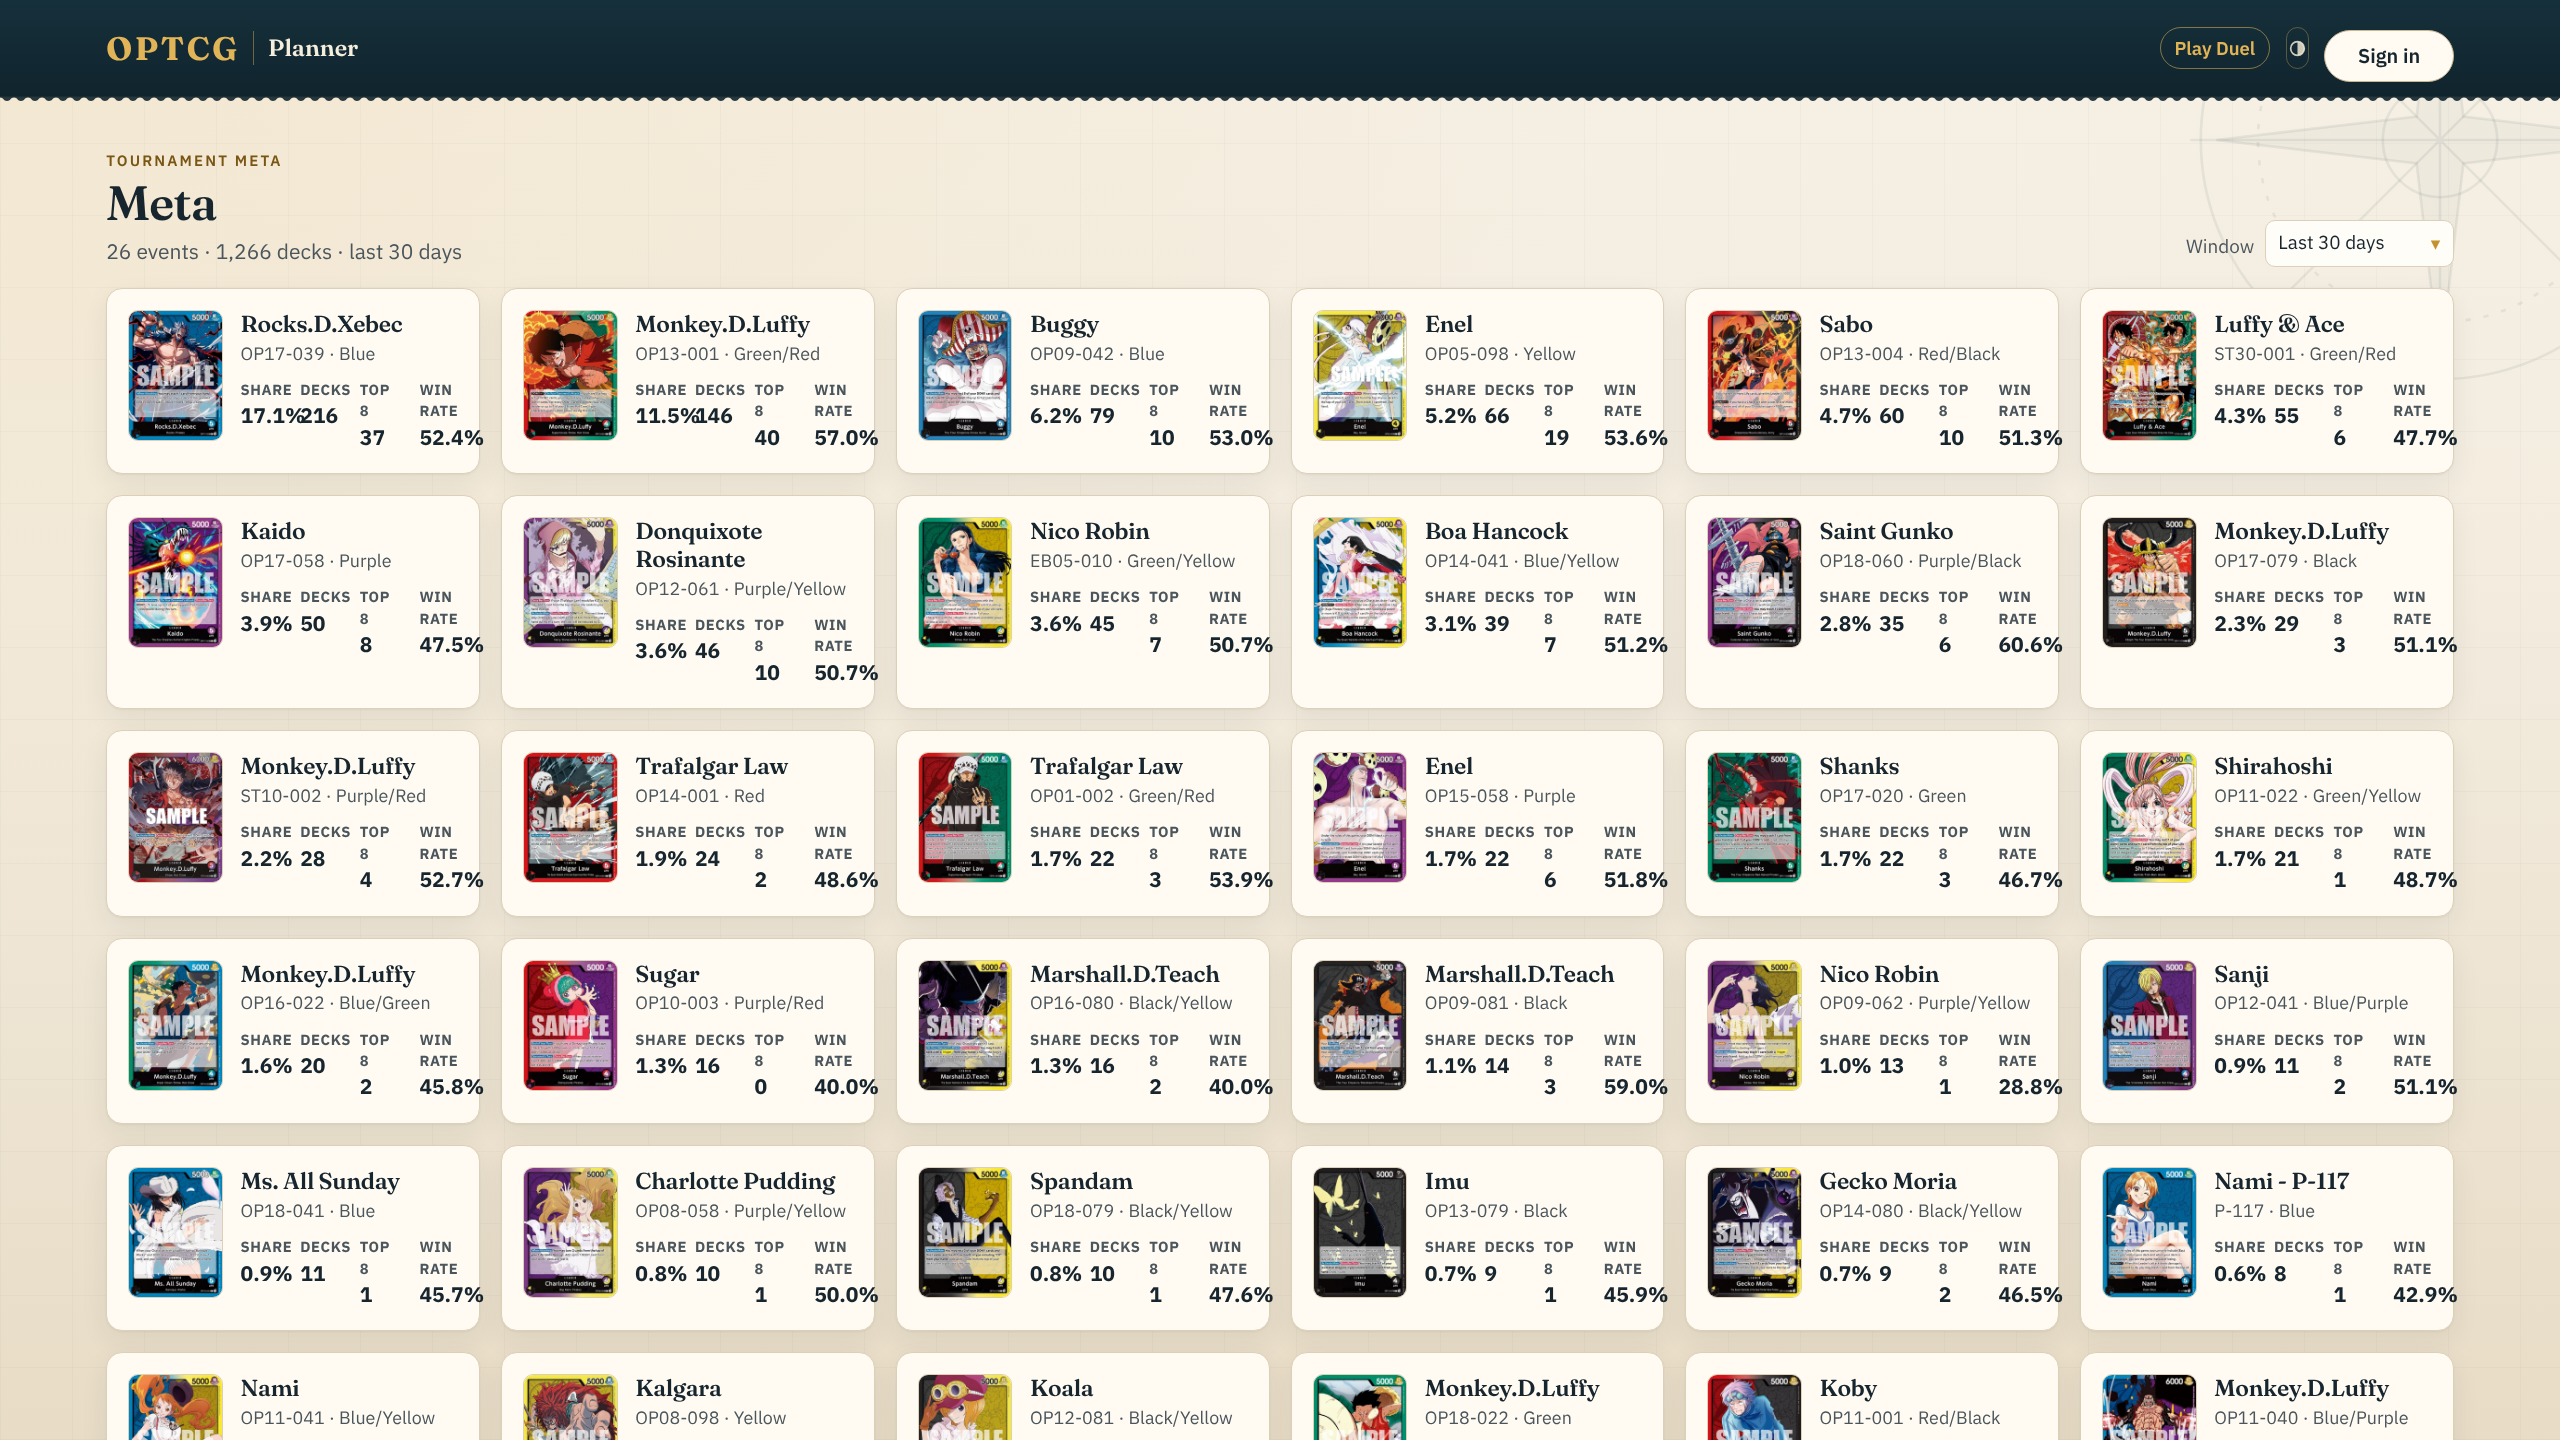 OPTCG Planner
Play Duel
Sign in
TOURNAMENT META
Meta
26 events · 1,266 decks · last 30 days
Window Last 30 days
Rocks.D.Xebec
OP17-039 · Blue
SHARE DECKS TOP 8 WIN RATE
17.1% 216 37 52.4%
Monkey.D.Luffy
OP13-001 · Green/Red
SHARE DECKS TOP 8 WIN RATE
11.5% 146 40 57.0%
Buggy
OP09-042 · Blue
SHARE DECKS TOP 8 WIN RATE
6.2% 79 10 53.0%
Enel
OP05-098 · Yellow
SHARE DECKS TOP 8 WIN RATE
5.2% 66 19 53.6%
Sabo
OP13-004 · Red/Black
SHARE DECKS TOP 8 WIN RATE
4.7% 60 10 51.3%
Luffy & Ace
ST30-001 · Green/Red
SHARE DECKS TOP 8 WIN RATE
4.3% 55 6 47.7%
Kaido
OP17-058 · Purple
SHARE DECKS TOP 8 WIN RATE
3.9% 50 8 47.5%
Donquixote
Rosinante
OP12-061 · Purple/Yellow
SHARE DECKS TOP 8 WIN RATE
3.6% 46 10 50.7%
Nico Robin
EB05-010 · Green/Yellow
SHARE DECKS TOP 8 WIN RATE
3.6% 45 7 50.7%
Boa Hancock
OP14-041 · Blue/Yellow
SHARE DECKS TOP 8 WIN RATE
3.1% 39 7 51.2%
Saint Gunko
OP18-060 · Purple/Black
SHARE DECKS TOP 8 WIN RATE
2.8% 35 6 60.6%
Monkey.D.Luffy
OP17-079 · Black
SHARE DECKS TOP 8 WIN RATE
2.3% 29 3 51.1%
Monkey.D.Luffy
ST10-002 · Purple/Red
SHARE DECKS TOP 8 WIN RATE
2.2% 28 4 52.7%
Trafalgar Law
OP14-001 · Red
SHARE DECKS TOP 8 WIN RATE
1.9% 24 2 48.6%
Trafalgar Law
OP01-002 · Green/Red
SHARE DECKS TOP 8 WIN RATE
1.7% 22 3 53.9%
Enel
OP15-058 · Purple
SHARE DECKS TOP 8 WIN RATE
1.7% 22 6 51.8%
Shanks
OP17-020 · Green
SHARE DECKS TOP 8 WIN RATE
1.7% 22 3 46.7%
Shirahoshi
OP11-022 · Green/Yellow
SHARE DECKS TOP 8 WIN RATE
1.7% 21 1 48.7%
Monkey.D.Luffy
OP16-022 · Blue/Green
SHARE DECKS TOP 8 WIN RATE
1.6% 20 2 45.8%
Sugar
OP10-003 · Purple/Red
SHARE DECKS TOP 8 WIN RATE
1.3% 16 0 40.0%
Marshall.D.Teach
OP16-080 · Black/Yellow
SHARE DECKS TOP 8 WIN RATE
1.3% 16 2 40.0%
Marshall.D.Teach
OP09-081 · Black
SHARE DECKS TOP 8 WIN RATE
1.1% 14 3 59.0%
Nico Robin
OP09-062 · Purple/Yellow
SHARE DECKS TOP 8 WIN RATE
1.0% 13 1 28.8%
Sanji
OP12-041 · Blue/Purple
SHARE DECKS TOP 8 WIN RATE
0.9% 11 2 51.1%
Ms. All Sunday
OP18-041 · Blue
SHARE DECKS TOP 8 WIN RATE
0.9% 11 1 45.7%
Charlotte Pudding
OP08-058 · Purple/Yellow
SHARE DECKS TOP 8 WIN RATE
0.8% 10 1 50.0%
Spandam
OP18-079 · Black/Yellow
SHARE DECKS TOP 8 WIN RATE
0.8% 10 1 47.6%
Imu
OP13-079 · Black
SHARE DECKS TOP 8 WIN RATE
0.7% 9 1 45.9%
Gecko Moria
OP14-080 · Black/Yellow
SHARE DECKS TOP 8 WIN RATE
0.7% 9 2 46.5%
Nami - P-117
P-117 · Blue
SHARE DECKS TOP 8 WIN RATE
0.6% 8 1 42.9%
Nami
OP11-041 · Blue/Yellow
Kalgara
OP08-098 · Yellow
Koala
OP12-081 · Black/Yellow
Monkey.D.Luffy
OP18-022 · Green
Koby
OP11-001 · Red/Black
Monkey.D.Luffy
OP11-040 · Blue/Purple